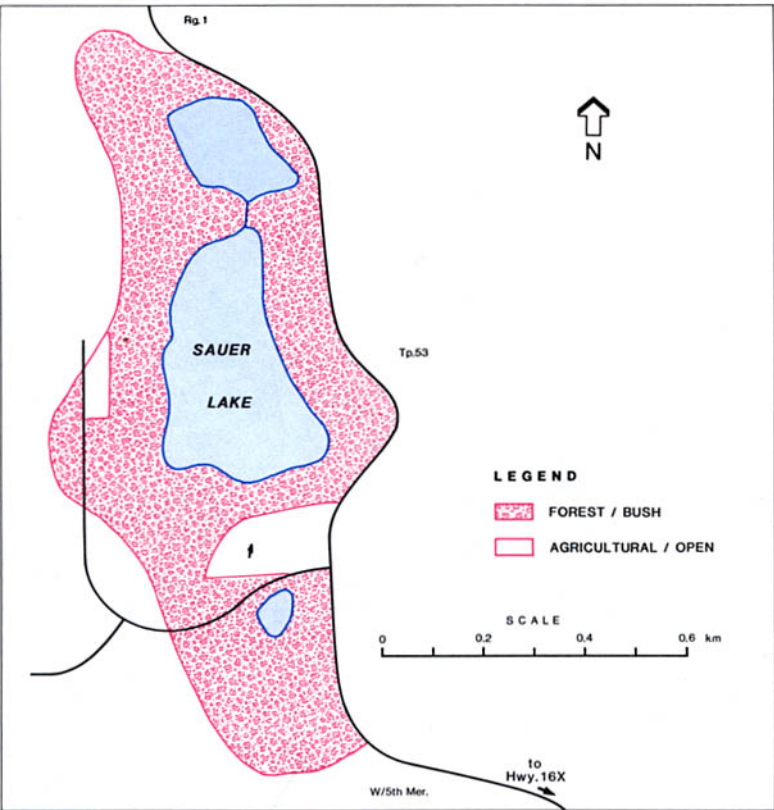 Rg.1
N
Tp.53
SAUER
LAKE
LEGEND
FOREST / BUSH
AGRICULTURAL / OPEN
SCALE
0 0.2 0.4 0.6 km
to
Hwy.16X
W/5th Mer.